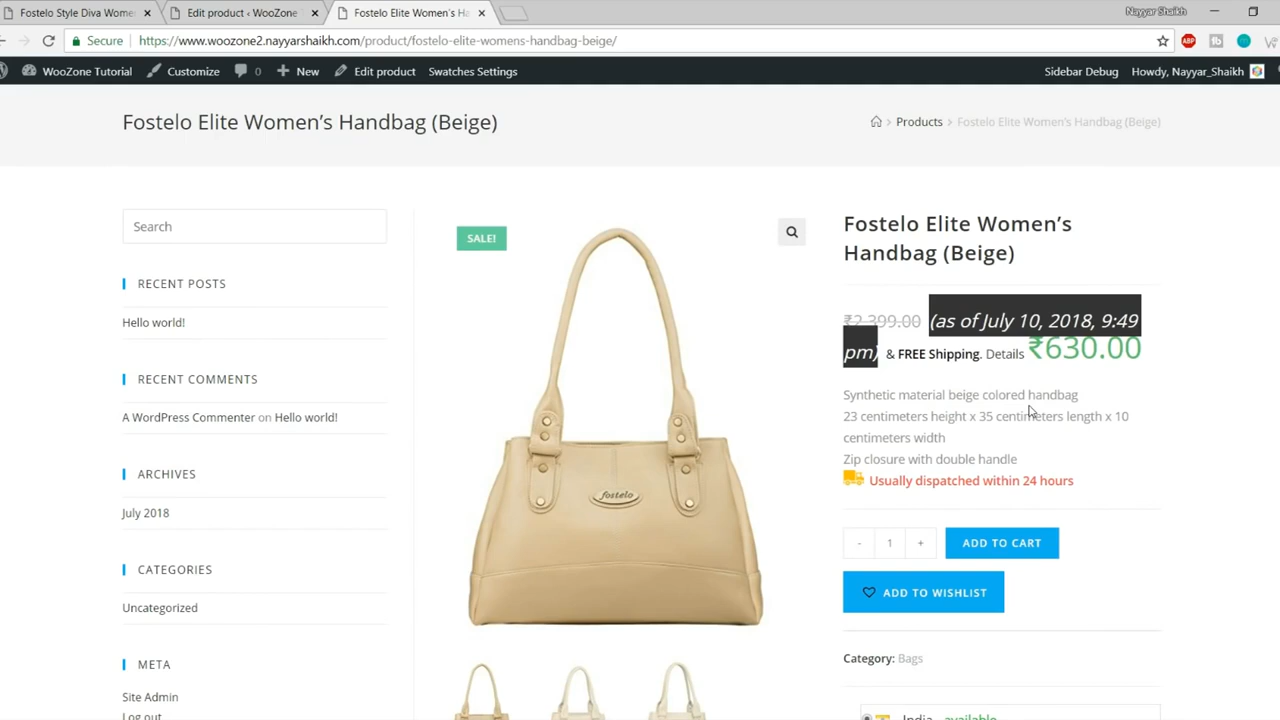 Fostelo Style Diva Wome
Edit product ‹ WooZone
Fostelo Elite Women's Ha
Nayyar Shaikh
Secure
https://www.woozone2.nayyarshaikh.com/product/fostelo-elite-womens-handbag-beige/
ABP
WooZone Tutorial
Customize
0
New
Edit product
Swatches Settings
Sidebar Debug
Howdy, Nayyar_Shaikh
Fostelo Elite Women's Handbag (Beige)
Products
Fostelo Elite Women's Handbag (Beige)
Search
RECENT POSTS
Hello world!
RECENT COMMENTS
A WordPress Commenter on Hello world!
ARCHIVES
July 2018
CATEGORIES
Uncategorized
META
Site Admin
Log out
SALE!
fostelo
Fostelo Elite Women's
Handbag (Beige)
₹2,399.00 (as of July 10, 2018, 9:49
pm) & FREE Shipping. Details ₹630.00
Synthetic material beige colored handbag
23 centimeters height x 35 centimeters length x 10
centimeters width
Zip closure with double handle
Usually dispatched within 24 hours
- 1 +
ADD TO CART
ADD TO WISHLIST
Category: Bags
India available